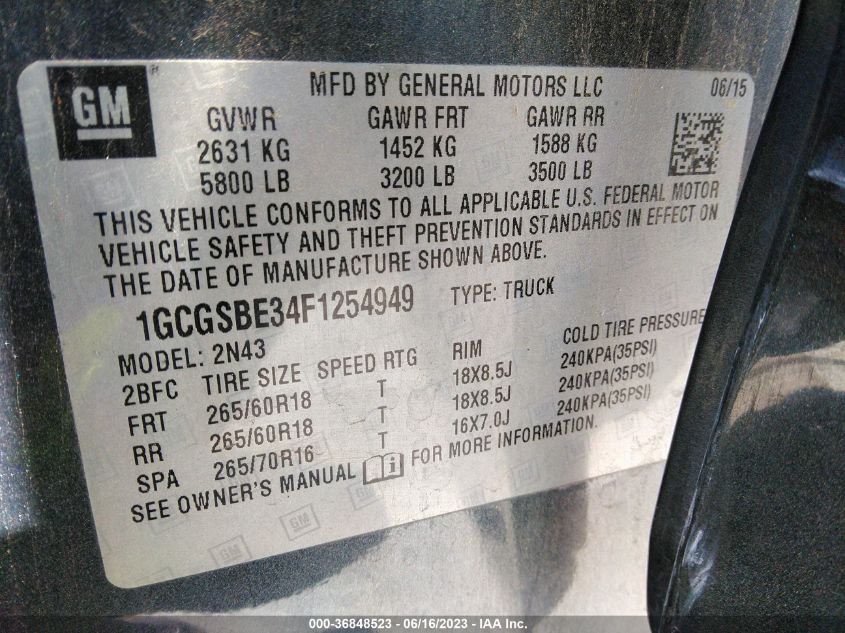 GM
MFD BY GENERAL MOTORS LLC 06/15
GVWR GAWR FRT GAWR RR
2631 KG 1452 KG 1588 KG
5800 LB 3200 LB 3500 LB
THIS VEHICLE CONFORMS TO ALL APPLICABLE U.S. FEDERAL MOTOR
VEHICLE SAFETY AND THEFT PREVENTION STANDARDS IN EFFECT ON
THE DATE OF MANUFACTURE SHOWN ABOVE.
1GCGSBE34F1254949 TYPE: TRUCK
MODEL: 2N43
2BFC TIRE SIZE SPEED RTG RIM COLD TIRE PRESSURE
FRT 265/60R18 T 18X8.5J 240KPA(35PSI)
RR 265/60R18 T 18X8.5J 240KPA(35PSI)
SPA 265/70R16 T 16X7.0J 240KPA(35PSI)
SEE OWNER'S MANUAL FOR MORE INFORMATION.
000-36848523 - 06/16/2023 - IAA Inc.